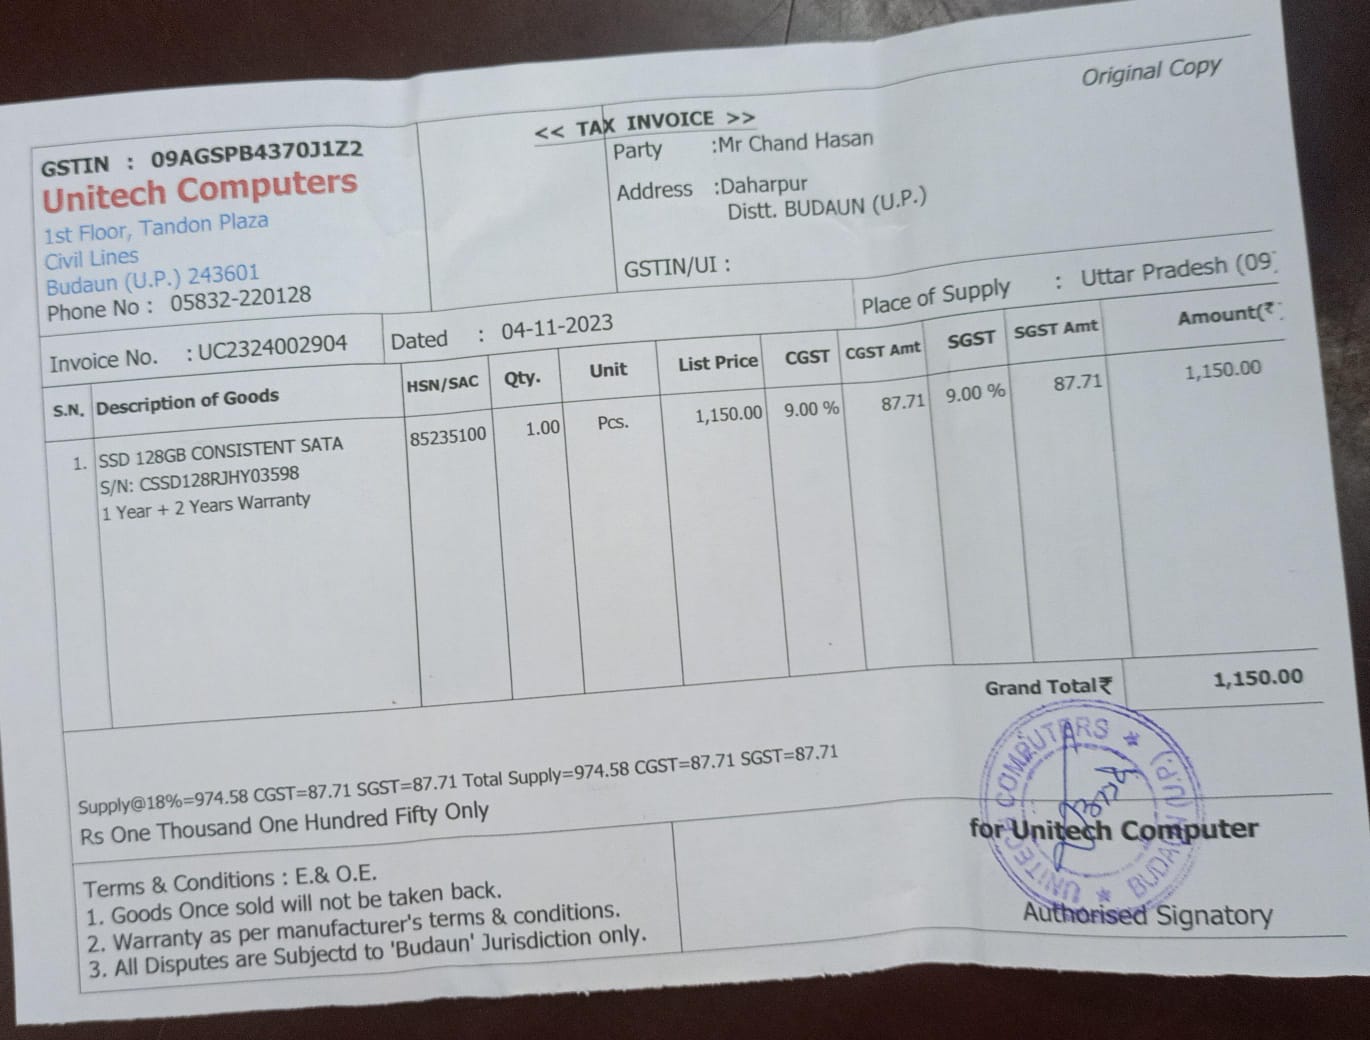 Original Copy
<< TAX INVOICE >>
GSTIN : 09AGSPB4370J1Z2
Unitech Computers
1st Floor, Tandon Plaza
Civil Lines
Budaun (U.P.) 243601
Phone No : 05832-220128
Party :Mr Chand Hasan
Address :Daharpur
Distt. BUDAUN (U.P.)
GSTIN/UI :
Invoice No. :UC2324002904
Dated : 04-11-2023
Place of Supply : Uttar Pradesh (09
S.N. Description of Goods HSN/SAC Qty. Unit List Price CGST CGST Amt SGST SGST Amt Amount(₹
1. SSD 128GB CONSISTENT SATA 85235100 1.00 Pcs. 1,150.00 9.00 % 87.71 9.00 % 87.71 1,150.00
S/N: CSSD128RJHY03598
1 Year + 2 Years Warranty
Grand Total₹ 1,150.00
Supply@18%=974.58 CGST=87.71 SGST=87.71 Total Supply=974.58 CGST=87.71 SGST=87.71
Rs One Thousand One Hundred Fifty Only
Terms & Conditions : E.& O.E.
1. Goods Once sold will not be taken back.
2. Warranty as per manufacturer's terms & conditions.
3. All Disputes are Subjectd to 'Budaun' Jurisdiction only.
for Unitech Computer
Authorised Signatory
UNITECH COMPUTERS * BUDAUN (U.P.) *